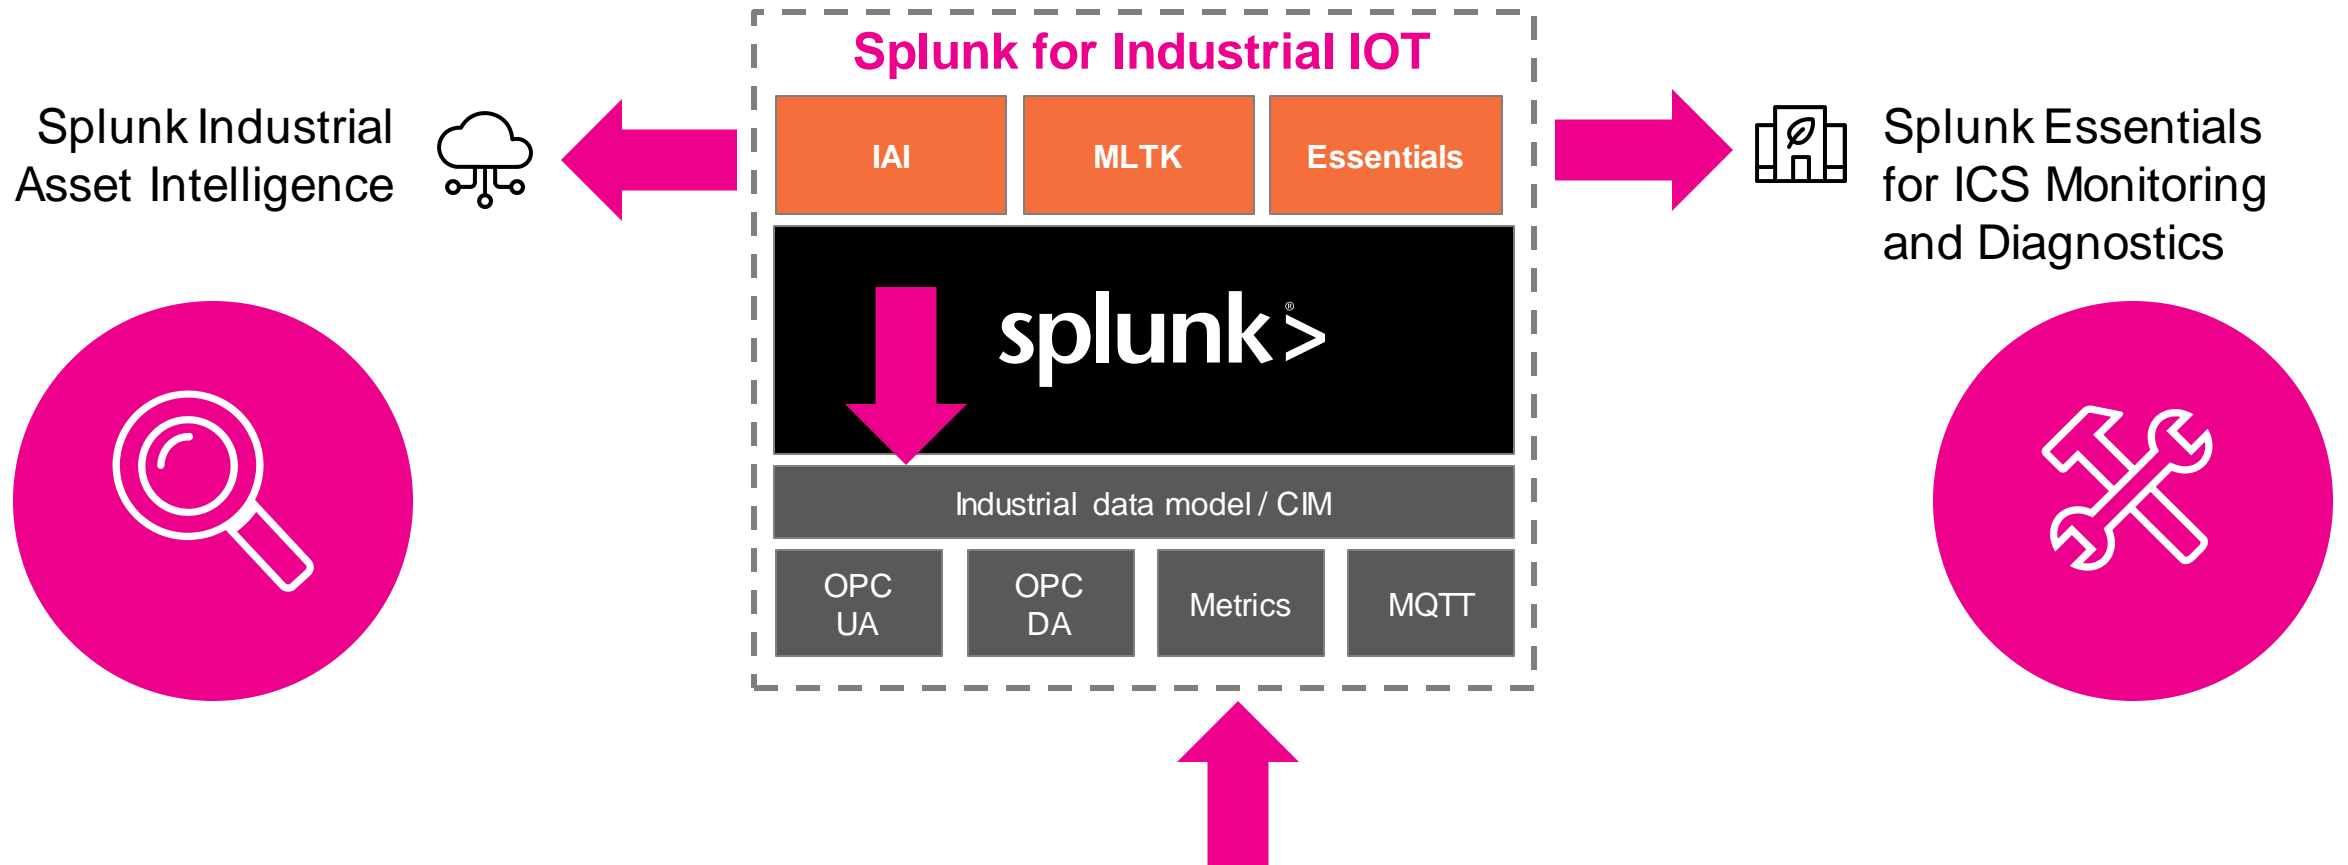 Splunk for Industrial IOT
Splunk Industrial
Asset Intelligence
IAI
MLTK
Essentials
Splunk Essentials
for ICS Monitoring
and Diagnostics
splunk>®
Industrial data model / CIM
OPC
UA
OPC
DA
Metrics
MQTT